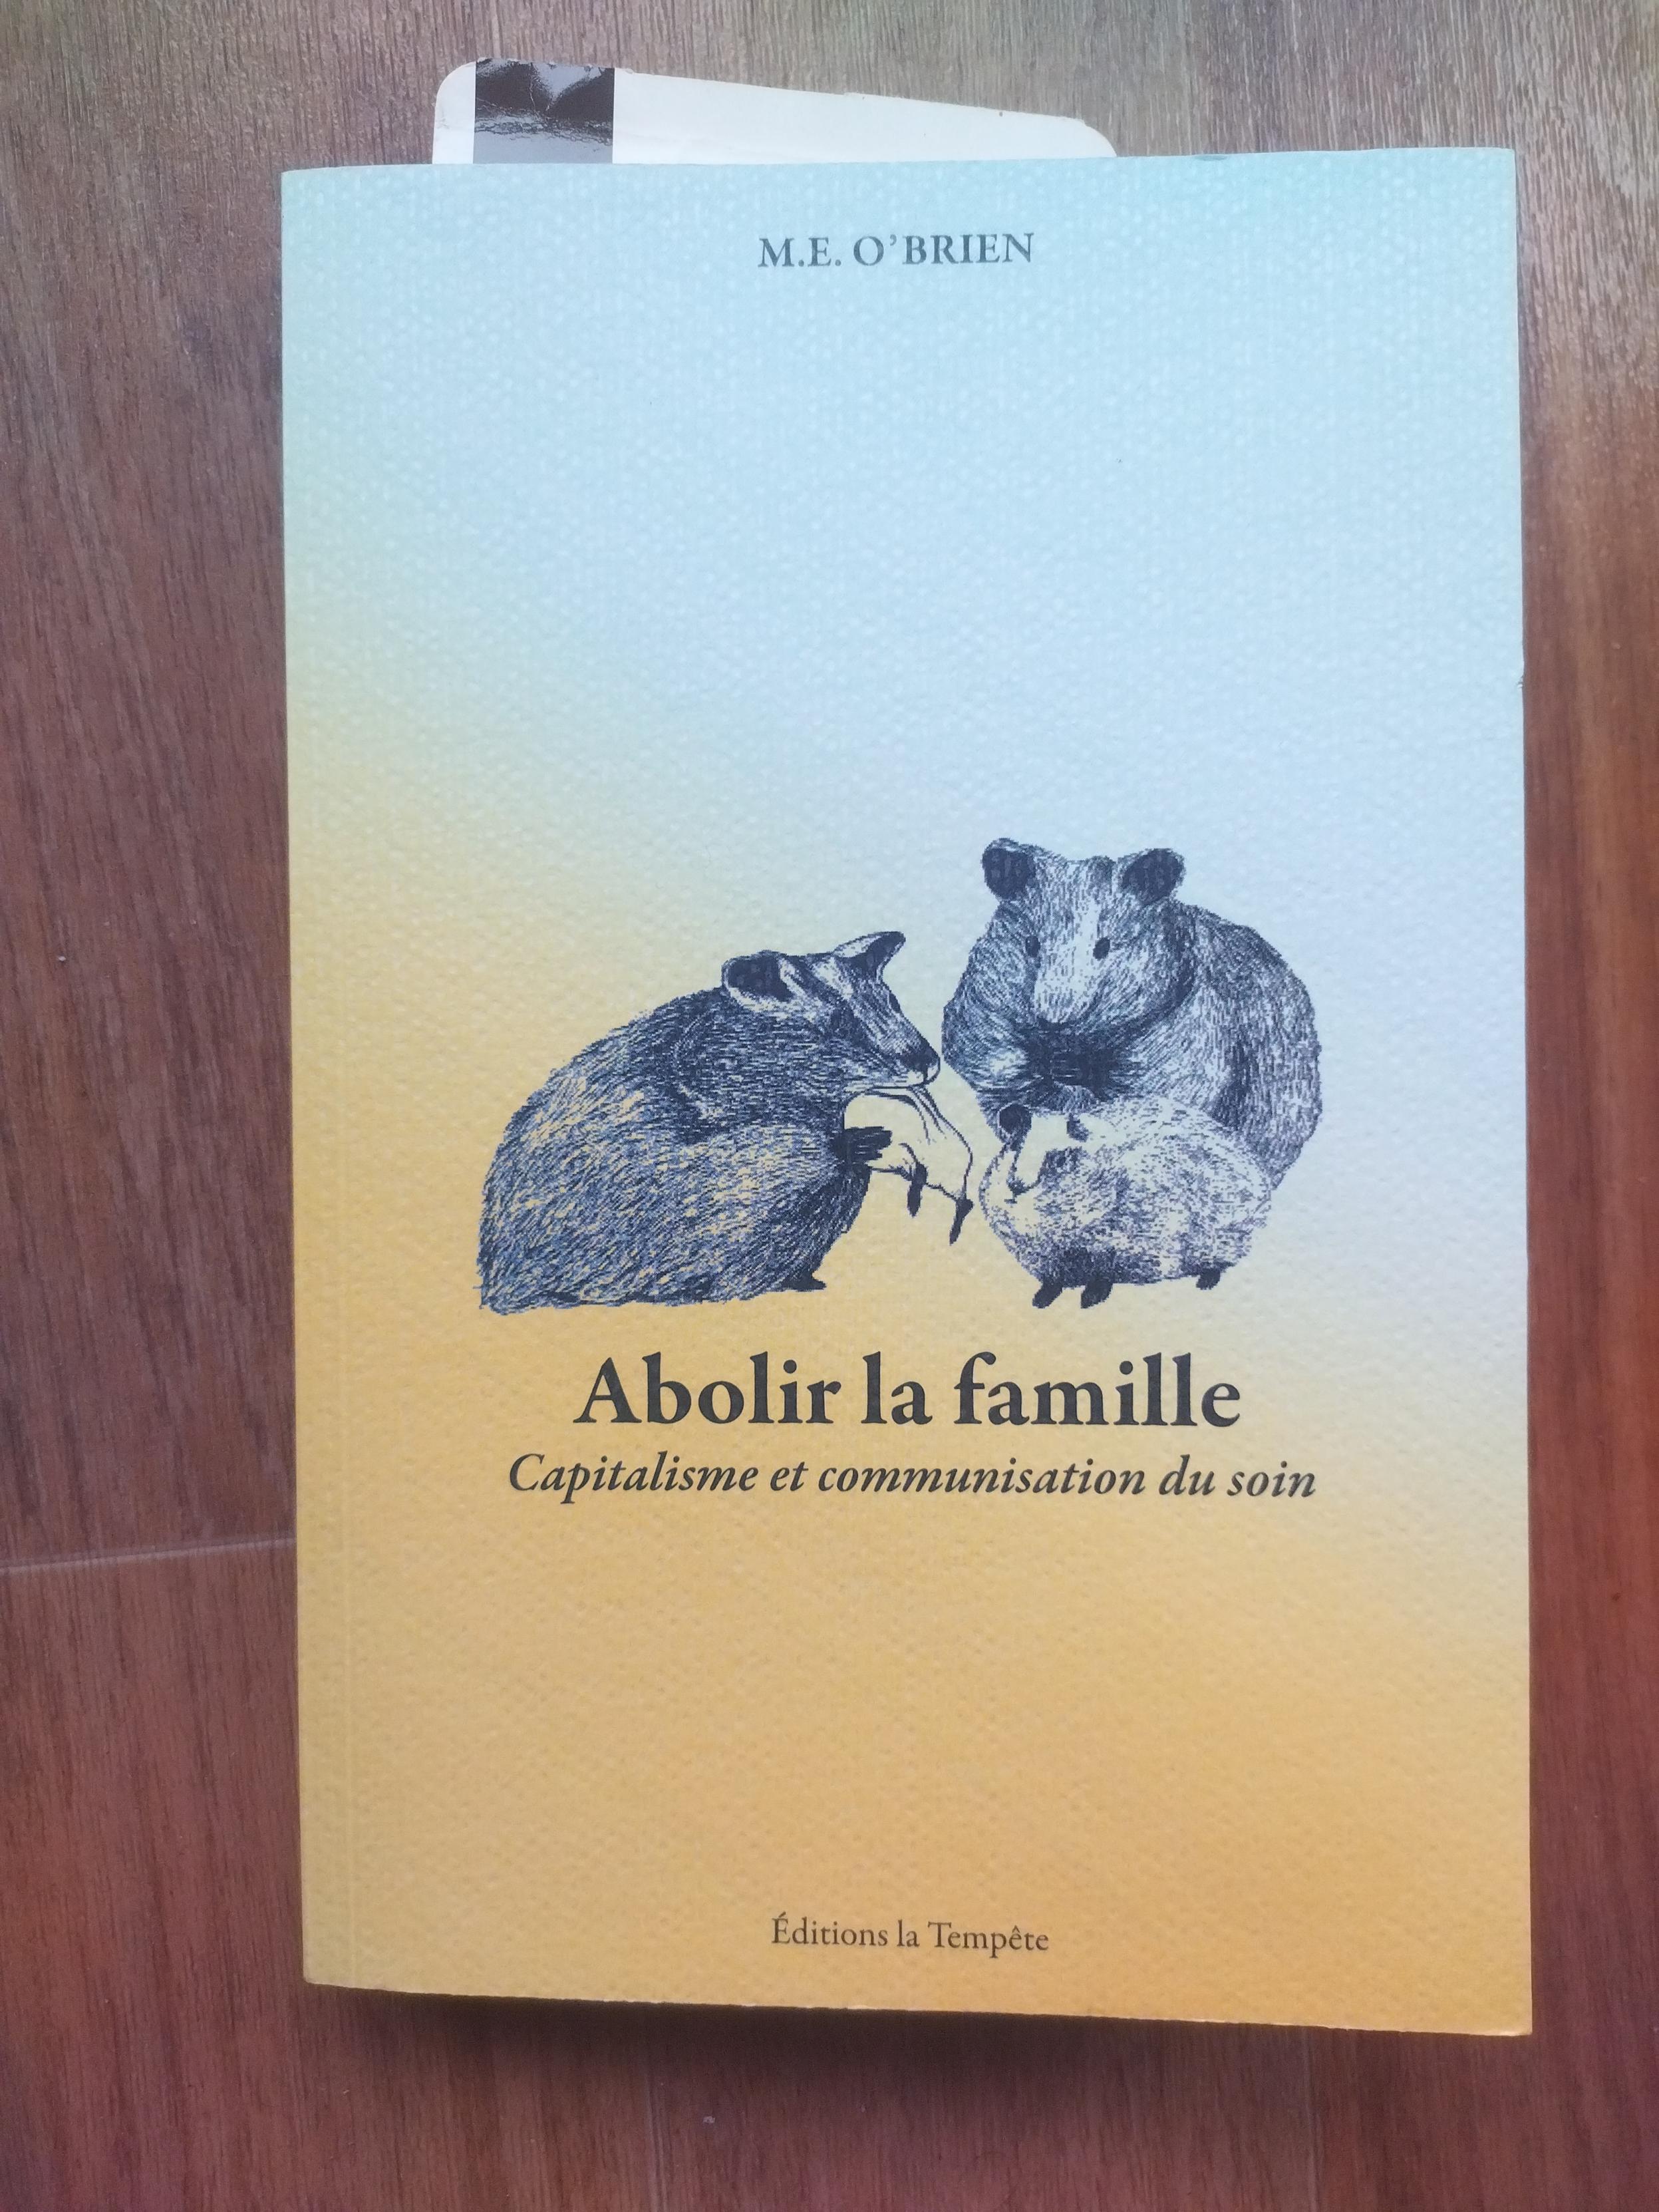 M.E. O’BRIEN
Abolir la famille
Capitalisme et communisation du soin
Éditions la Tempête